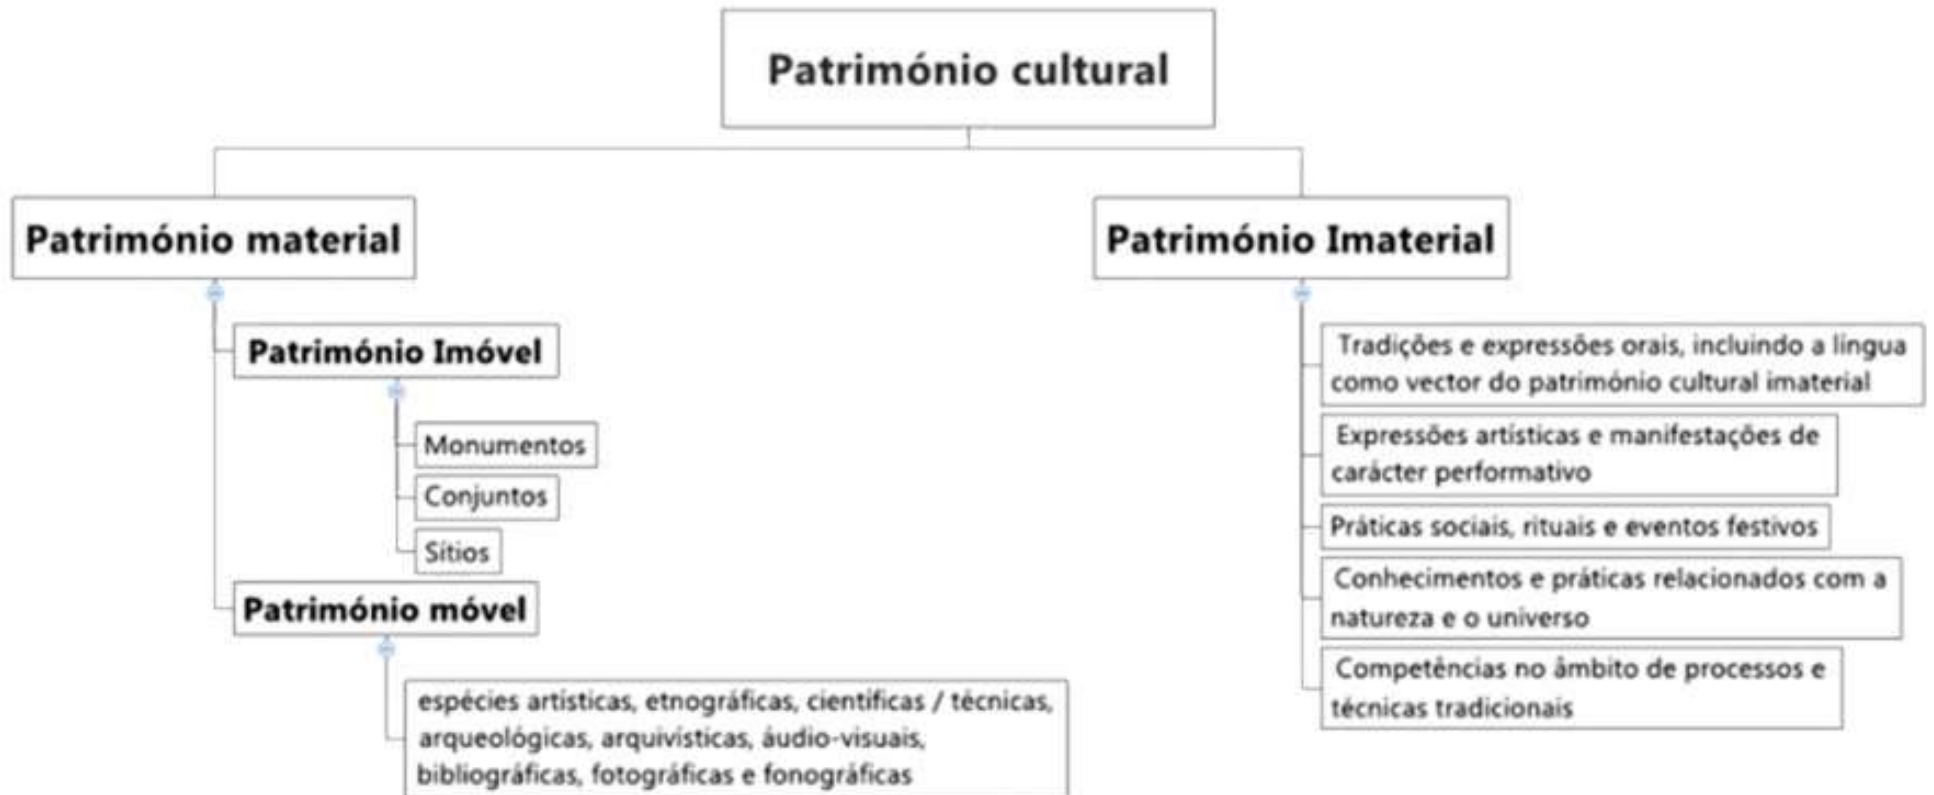 Património cultural
Património material
Património Imóvel
Monumentos
Conjuntos
Sítios
Património móvel
espécies artísticas, etnográficas, científicas / técnicas,
arqueológicas, arquivísticas, áudio-visuais,
bibliográficas, fotográficas e fonográficas
Património Imaterial
Tradições e expressões orais, incluindo a língua
como vector do património cultural imaterial
Expressões artísticas e manifestações de
carácter performativo
Práticas sociais, rituais e eventos festivos
Conhecimentos e práticas relacionados com a
natureza e o universo
Competências no âmbito de processos e
técnicas tradicionais